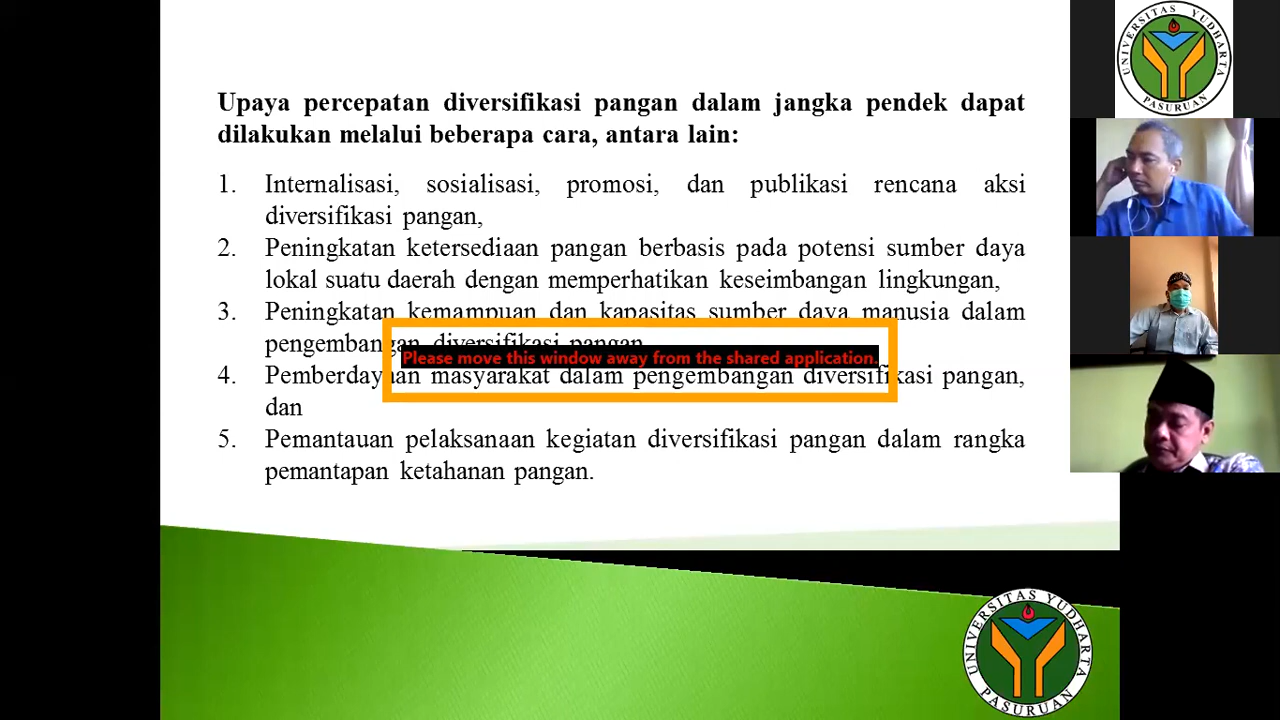 Upaya percepatan diversifikasi pangan dalam jangka pendek dapat
dilakukan melalui beberapa cara, antara lain:
1. Internalisasi, sosialisasi, promosi, dan publikasi rencana aksi
diversifikasi pangan,
2. Peningkatan ketersediaan pangan berbasis pada potensi sumber daya
lokal suatu daerah dengan memperhatikan keseimbangan lingkungan,
3. Peningkatan kemampuan dan kapasitas sumber daya manusia dalam
pengembangan diversifikasi pangan
Please move this window away from the shared application.
4. Pemberdayaan masyarakat dalam pengembangan diversifikasi pangan,
dan
5. Pemantauan pelaksanaan kegiatan diversifikasi pangan dalam rangka
pemantapan ketahanan pangan.
UNIVERSITAS YUDHARTA
PASURUAN
UNIVERSITAS YUDHARTA
PASURUAN